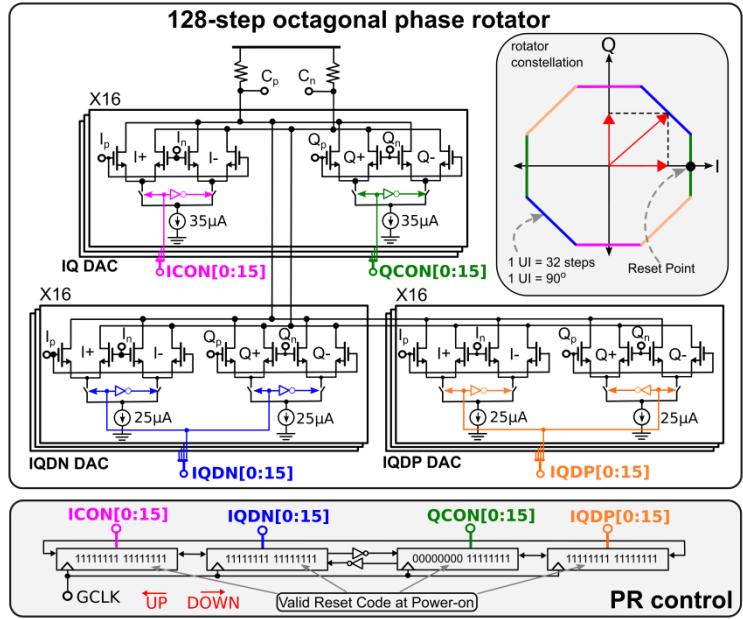 128-step octagonal phase rotator
rotator
constellation
Q
I
1 UI = 32 steps
1 UI = 90°
Reset Point
Cp
Cn
X16
Ip
I+
In
I-
Qp
Q+
Qn
Q-
35µA
35µA
IQ DAC
ICON[0:15]
QCON[0:15]
X16
Ip
I+
In
I-
Qp
Q+
Qn
Q-
25µA
25µA
IQDN DAC
IQDN[0:15]
X16
Ip
I+
In
I-
Qp
Q+
Qn
Q-
25µA
25µA
IQDP DAC
IQDP[0:15]
ICON[0:15]
IQDN[0:15]
QCON[0:15]
IQDP[0:15]
11111111 11111111
11111111 11111111
00000000 11111111
11111111 11111111
GCLK
UP
DOWN
Valid Reset Code at Power-on
PR control